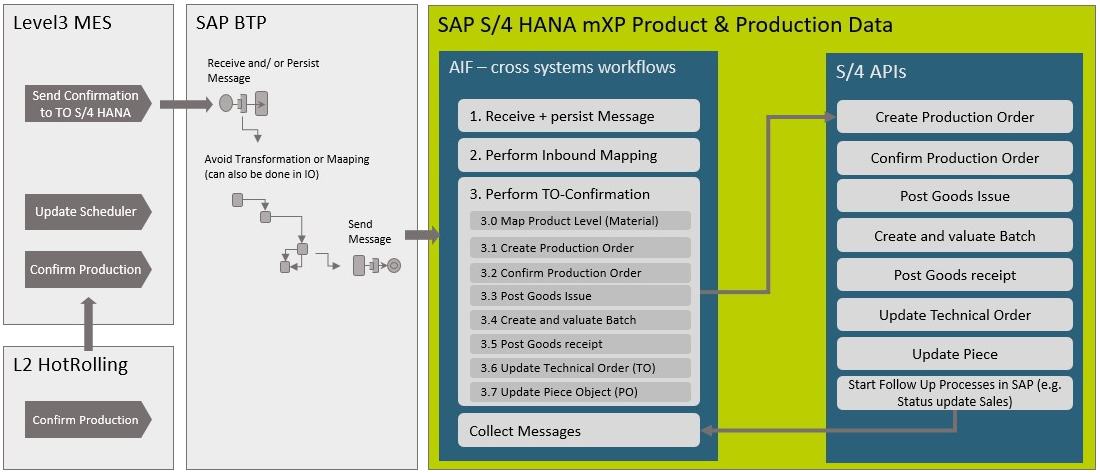 Level3 MES
Send Confirmation
to TO S/4 HANA
Update Scheduler
Confirm Production
L2 HotRolling
Confirm Production
SAP BTP
Receive and/ or Persist
Message
Avoid Transformation or Maaping
(can also be done in IO)
Send
Message
SAP S/4 HANA mXP Product & Production Data
AIF – cross systems workflows
1. Receive + persist Message
2. Perform Inbound Mapping
3. Perform TO-Confirmation
3.0 Map Product Level (Material)
3.1 Create Production Order
3.2 Confirm Production Order
3.3 Post Goods Issue
3.4 Create and valuate Batch
3.5 Post Goods receipt
3.6 Update Technical Order (TO)
3.7 Update Piece Object (PO)
Collect Messages
S/4 APIs
Create Production Order
Confirm Production Order
Post Goods Issue
Create and valuate Batch
Post Goods receipt
Update Technical Order
Update Piece
Start Follow Up Processes in SAP (e.g.
Status update Sales)